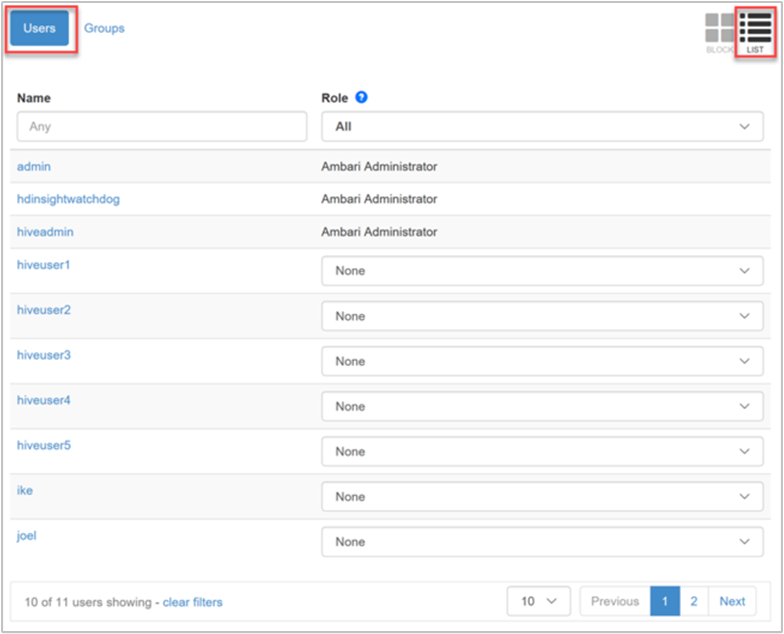 Users Groups
BLOCK LIST
Name Role ?
Any All
admin Ambari Administrator
hdinsightwatchdog Ambari Administrator
hiveadmin Ambari Administrator
hiveuser1 None
hiveuser2 None
hiveuser3 None
hiveuser4 None
hiveuser5 None
ike None
joel None
10 of 11 users showing - clear filters 10 Previous 1 2 Next